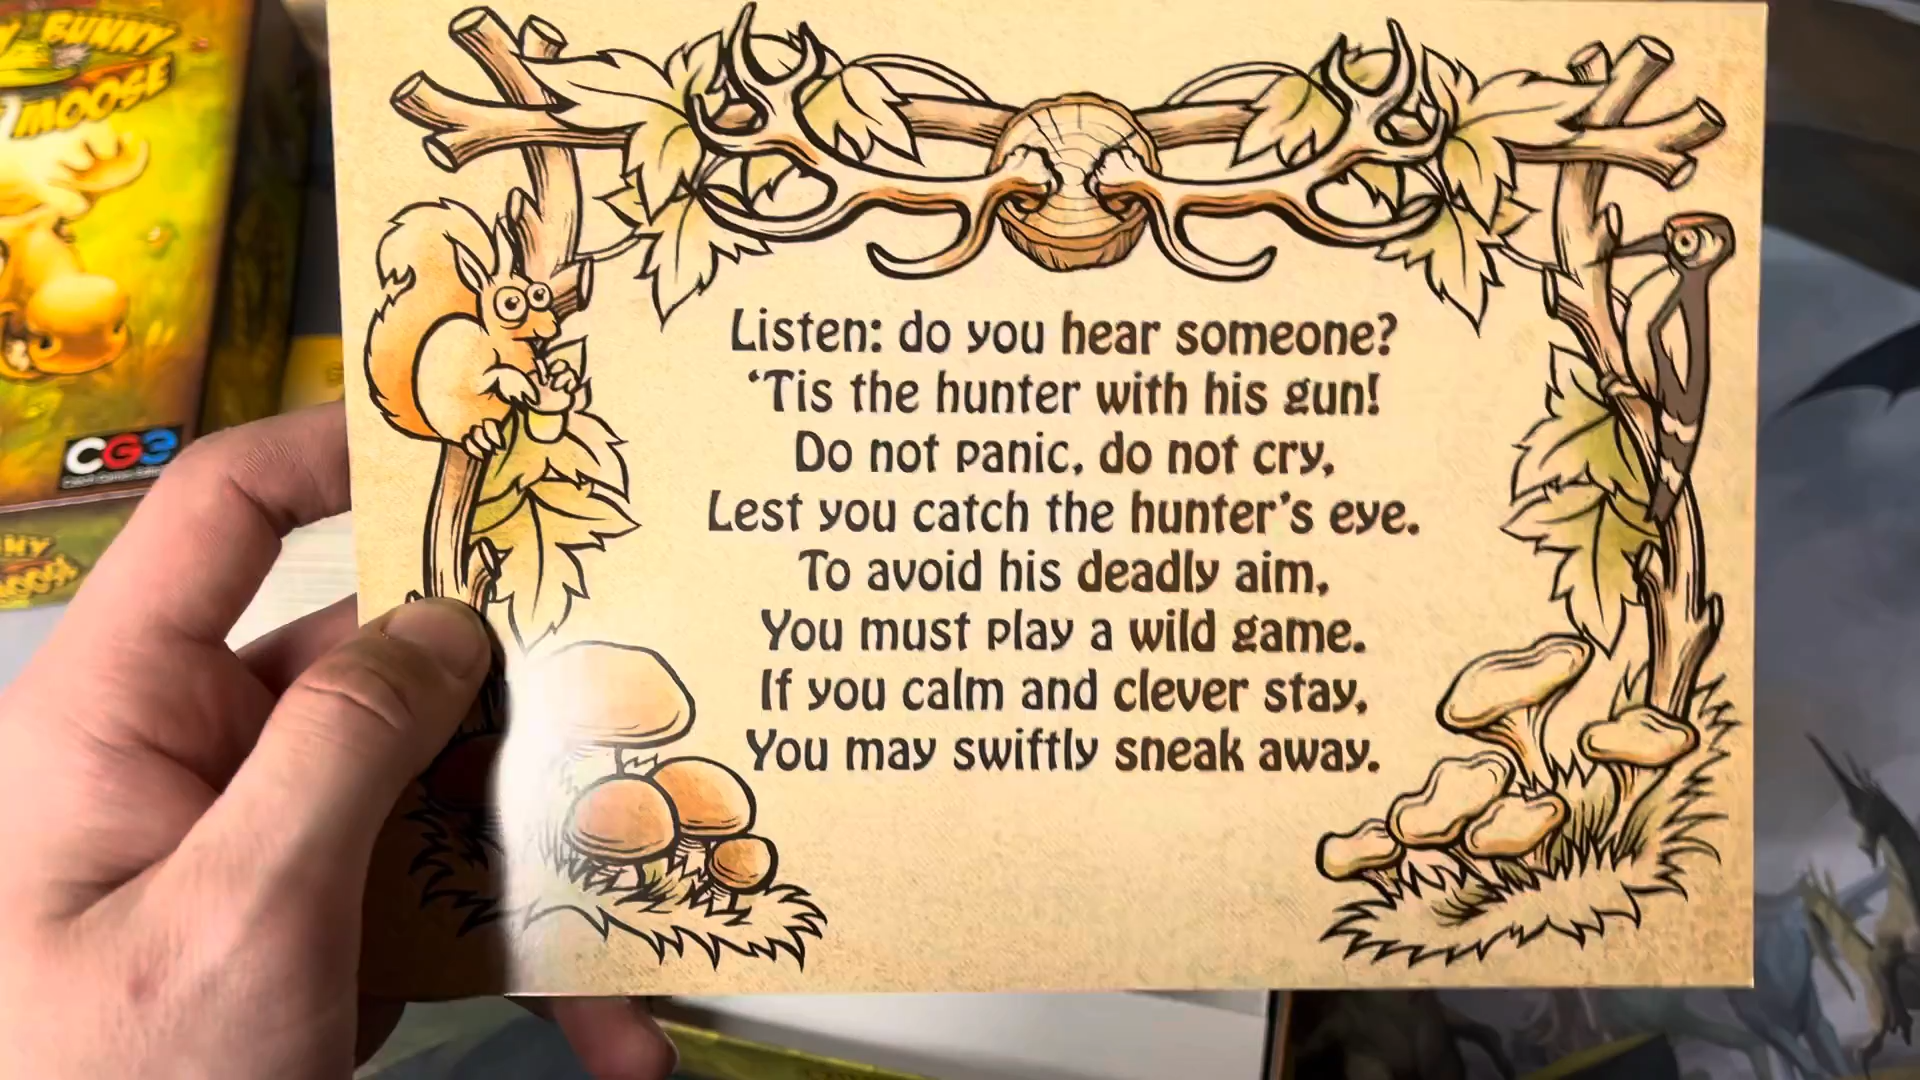 BUNNY
MOOSE
CGE
Listen: do you hear someone?
‘Tis the hunter with his gun!
Do not panic, do not cry,
Lest you catch the hunter’s eye.
To avoid his deadly aim,
You must play a wild game.
If you calm and clever stay,
You may swiftly sneak away.